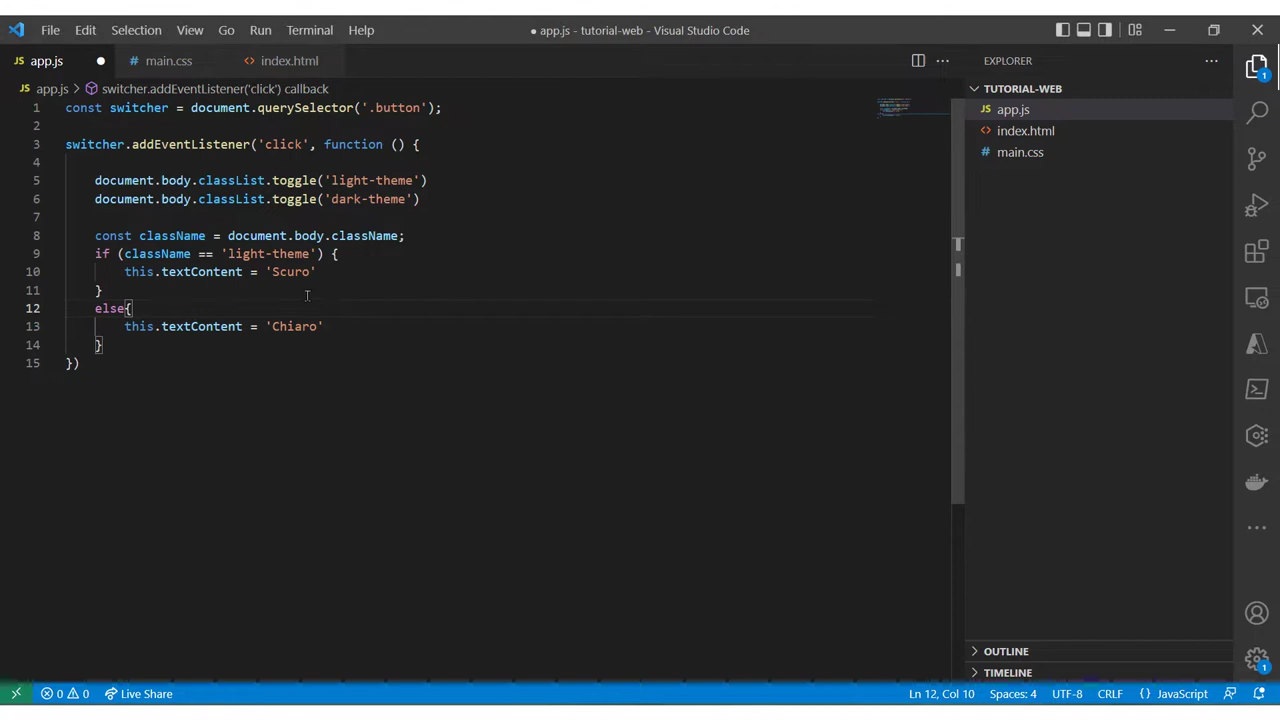 File Edit Selection View Go Run Terminal Help ● app.js - tutorial-web - Visual Studio Code
JS app.js ● # main.css <> index.html ··· EXPLORER ···
JS app.js > switcher.addEventListener('click') callback
TUTORIAL-WEB
JS app.js
<> index.html
# main.css
1 const switcher = document.querySelector('.button');
2
3 switcher.addEventListener('click', function () {
4
5 document.body.classList.toggle('light-theme')
6 document.body.classList.toggle('dark-theme')
7
8 const className = document.body.className;
9 if (className == 'light-theme') {
10 this.textContent = 'Scuro'
11 }
12 else{
13 this.textContent = 'Chiaro'
14 }
15 })
1
1
OUTLINE
TIMELINE
0 0 Live Share Ln 12, Col 10 Spaces: 4 UTF-8 CRLF {} JavaScript